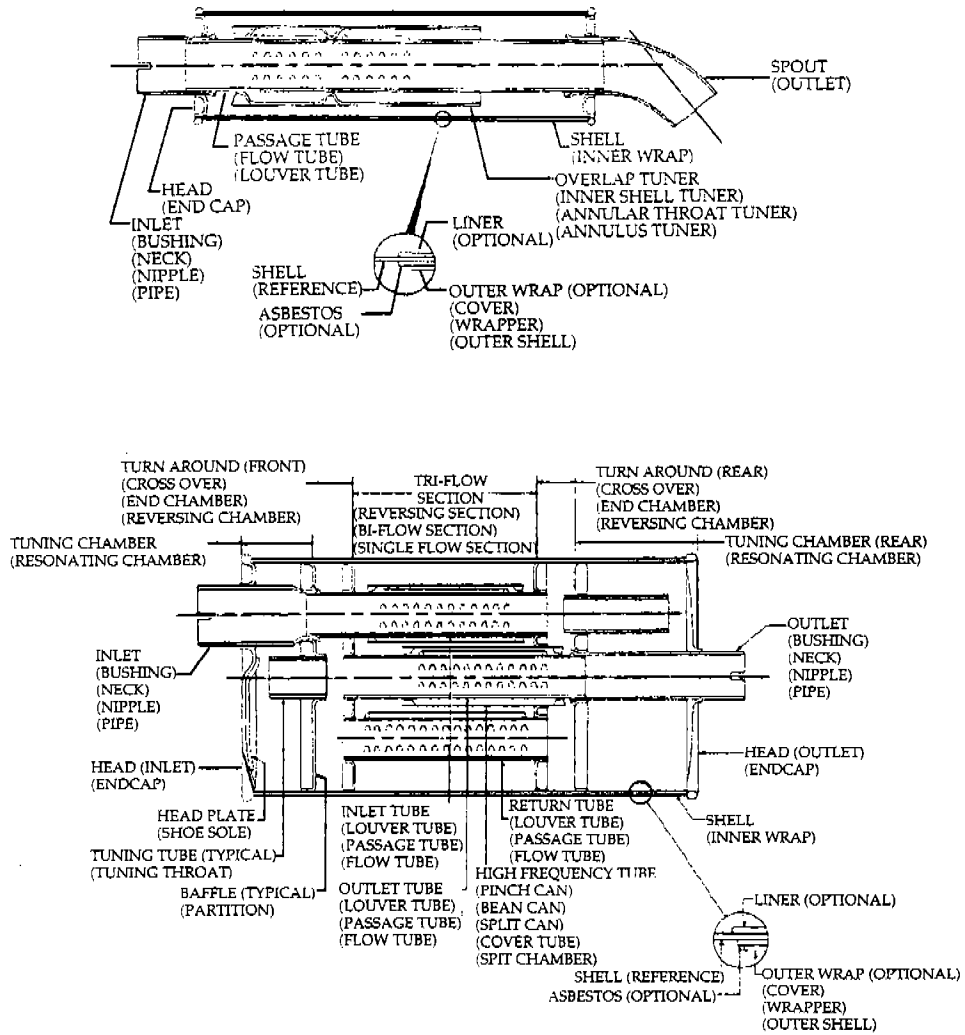 SPOUT
(OUTLET)
PASSAGE TUBE
(FLOW TUBE)
(LOUVER TUBE)
SHELL
(INNER WRAP)
HEAD
(END CAP)
OVERLAP TUNER
(INNER SHELL TUNER)
(ANNULAR THROAT TUNER)
(ANNULUS TUNER)
INLET
(BUSHING)
(NECK)
(NIPPLE)
(PIPE)
LINER
(OPTIONAL)
SHELL
(REFERENCE)
ASBESTOS
(OPTIONAL)
OUTER WRAP (OPTIONAL)
(COVER)
(WRAPPER)
(OUTER SHELL)
TURN AROUND (FRONT)
(CROSS OVER)
(END CHAMBER)
(REVERSING CHAMBER)
TRI-FLOW
SECTION
(REVERSING SECTION)
(BI-FLOW SECTION)
(SINGLE FLOW SECTION)
TURN AROUND (REAR)
(CROSS OVER)
(END CHAMBER)
(REVERSING CHAMBER)
TUNING CHAMBER
(RESONATING CHAMBER)
TUNING CHAMBER (REAR)
(RESONATING CHAMBER)
INLET
(BUSHING)
(NECK)
(NIPPLE)
(PIPE)
OUTLET
(BUSHING)
(NECK)
(NIPPLE)
(PIPE)
HEAD (INLET)
(ENDCAP)
HEAD (OUTLET)
(ENDCAP)
HEAD PLATE
(SHOE SOLE)
TUNING TUBE (TYPICAL)
(TUNING THROAT)
BAFFLE (TYPICAL)
(PARTITION)
INLET TUBE
(LOUVER TUBE)
(PASSAGE TUBE)
(FLOW TUBE)
OUTLET TUBE
(LOUVER TUBE)
(PASSAGE TUBE)
(FLOW TUBE)
RETURN TUBE
(LOUVER TUBE)
(PASSAGE TUBE)
(FLOW TUBE)
HIGH FREQUENCY TUBE
(PINCH CAN)
(BEAN CAN)
(SPLIT CAN)
(COVER TUBE)
(SPIT CHAMBER)
SHELL
(INNER WRAP)
LINER (OPTIONAL)
SHELL (REFERENCE)
ASBESTOS (OPTIONAL)
OUTER WRAP (OPTIONAL)
(COVER)
(WRAPPER)
(OUTER SHELL)